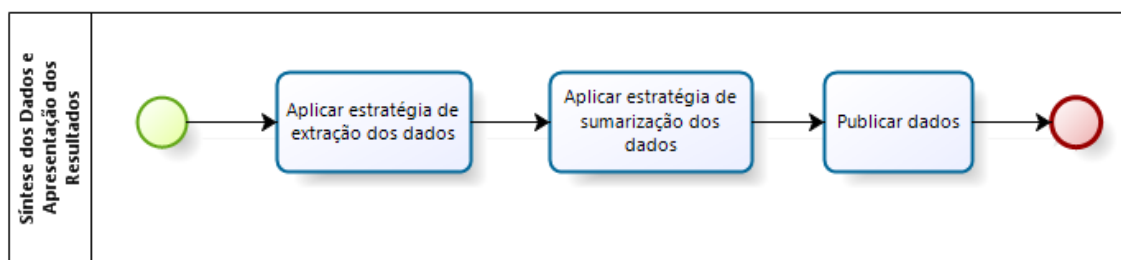 Síntese dos Dados e
Apresentação dos
Resultados
Aplicar estratégia de
extração dos dados
Aplicar estratégia de
sumarização dos
dados
Publicar dados